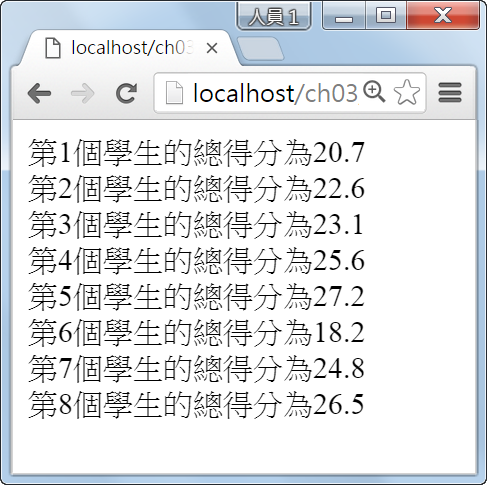 人員 1
localhost/ch03
localhost/ch03
第1個學生的總得分為20.7
第2個學生的總得分為22.6
第3個學生的總得分為23.1
第4個學生的總得分為25.6
第5個學生的總得分為27.2
第6個學生的總得分為18.2
第7個學生的總得分為24.8
第8個學生的總得分為26.5